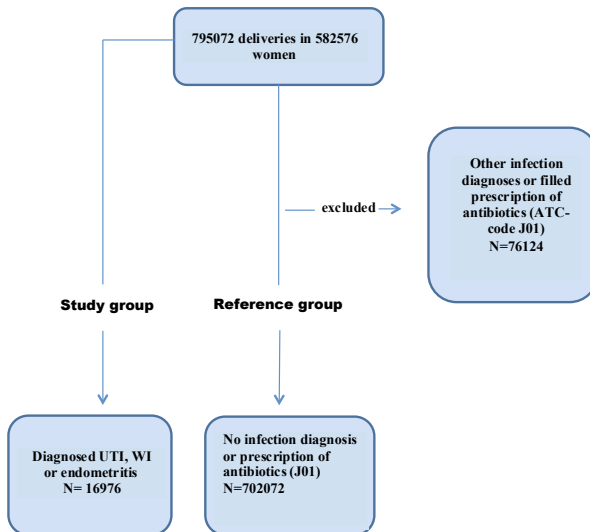 795072 deliveries in 582576
women
Other infection
diagnoses or filled
prescription of
antibiotics (ATC-
code J01)
N=76124
excluded
Study group
Reference group
Diagnosed UTI, WI
or endometritis
N= 16976
No infection diagnosis
or prescription of
antibiotics (J01)
N=702072